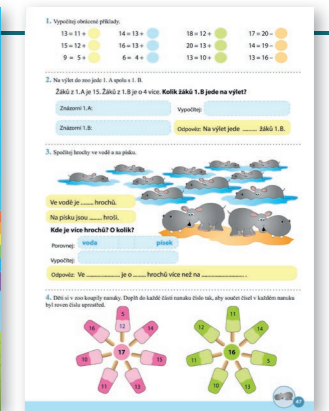 1. Vypočítej obrácené příklady.
13 = 11 + 14 = 13 + 18 = 12 + 17 = 20 –
15 = 12 + 16 = 13 + 20 = 13 + 14 = 19 –
9 = 5 + 6 = 4 + 13 = 10 + 13 = 16 –
2. Na výlet do zoo jede 1. A spolu s 1. B.
Žáků z 1.A je 15. Žáků z 1.B je o 4 více. Kolik žáků 1.B jede na výlet?
Znázorni 1.A: Vypočítej:
Znázorni 1.B: Odpověz: Na výlet jede ......... žáků 1.B.
3. Spočítej hrochy ve vodě a na písku.
Ve vodě je ........ hrochů.
Na písku jsou ........ hroši.
Kde je více hrochů? O kolik?
Porovnej: voda písek
Vypočítej:
Odpověz: Ve ................... je o ........ hrochů více než na ................... .
4. Děti si v zoo koupily nanuky. Doplň do každé části nanuku číslo tak, aby součet čísel v každém nanuku
byl roven číslu uprostřed.
5 11
16 12 14 12 14
17 16
10 15 11 5
11 13 10 13
47